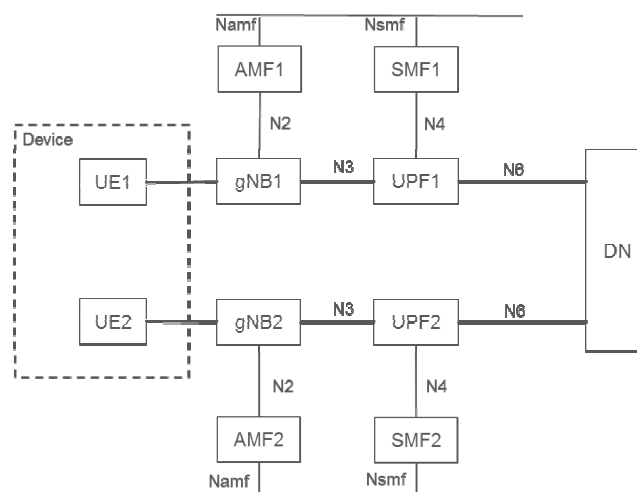 Namf Nsmf
AMF1 SMF1
N2 N4
Device
UE1 gNB1 N3 UPF1 N6
DN
UE2 gNB2 N3 UPF2 N6
N2 N4
AMF2 SMF2
Namf Nsmf